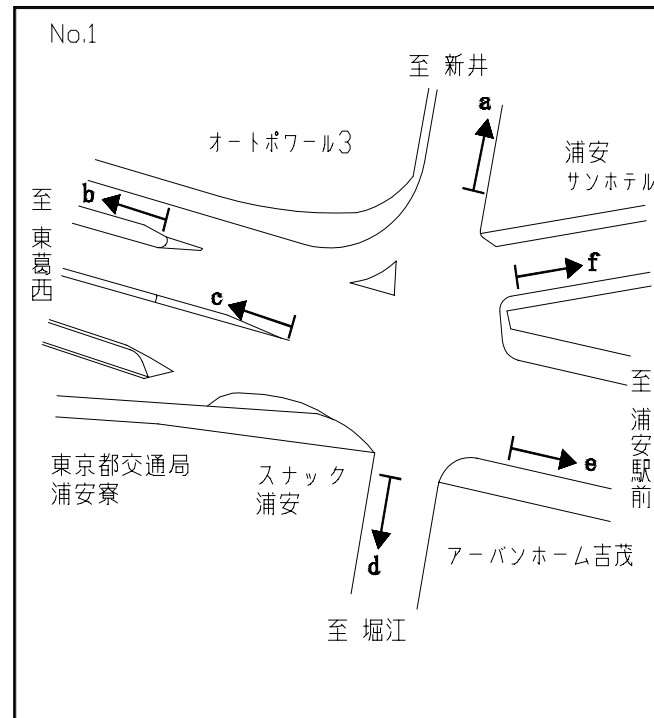 No.1
至 新井
a
オートポワール3
浦安
サンホテル
b
至 東葛西
f
c
至 浦安駅前
e
東京都交通局
浦安寮
スナック
浦安
d
アーバンホーム吉茂
至 堀江